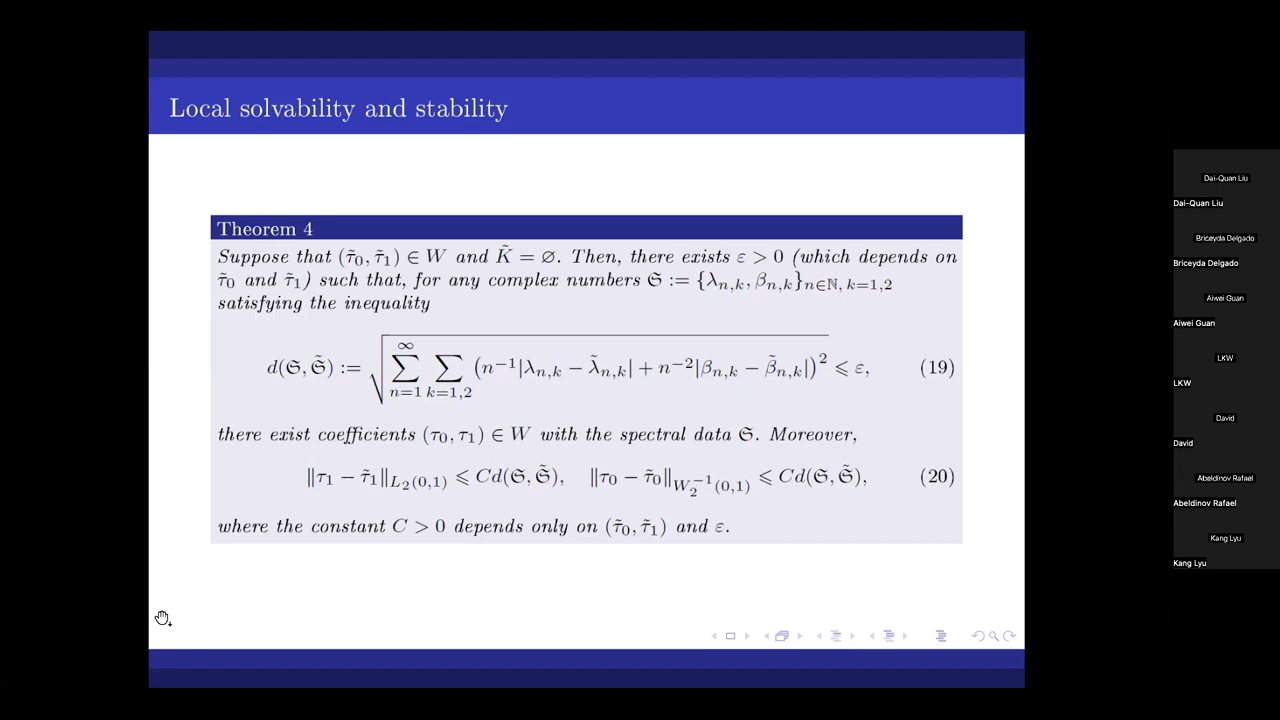 Local solvability and stability
Theorem 4
Suppose that (τ̃₀, τ̃₁) ∈ W and K̃ = ∅. Then, there exists ε > 0 (which depends on
τ̃₀ and τ̃₁) such that, for any complex numbers 𝔖 := {λ_{n,k}, β_{n,k}}_{n∈ℕ, k=1,2}
satisfying the inequality
d(𝔖, 𝔖̃) := √(∑_{n=1}^{∞} ∑_{k=1,2} (n⁻¹|λ_{n,k} − λ̃_{n,k}| + n⁻²|β_{n,k} − β̃_{n,k}|)²) ⩽ ε, (19)
there exist coefficients (τ₀, τ₁) ∈ W with the spectral data 𝔖. Moreover,
‖τ₁ − τ̃₁‖_{L₂(0,1)} ⩽ Cd(𝔖, 𝔖̃), ‖τ₀ − τ̃₀‖_{W₂⁻¹(0,1)} ⩽ Cd(𝔖, 𝔖̃), (20)
where the constant C > 0 depends only on (τ̃₀, τ̃₁) and ε.
Dai-Quan Liu
Dai-Quan Liu
Briceyda Delgado
Briceyda Delgado
Aiwei Guan
Aiwei Guan
LKW
LKW
David
David
Abeldinov Rafael
Abeldinov Rafael
Kang Lyu
Kang Lyu